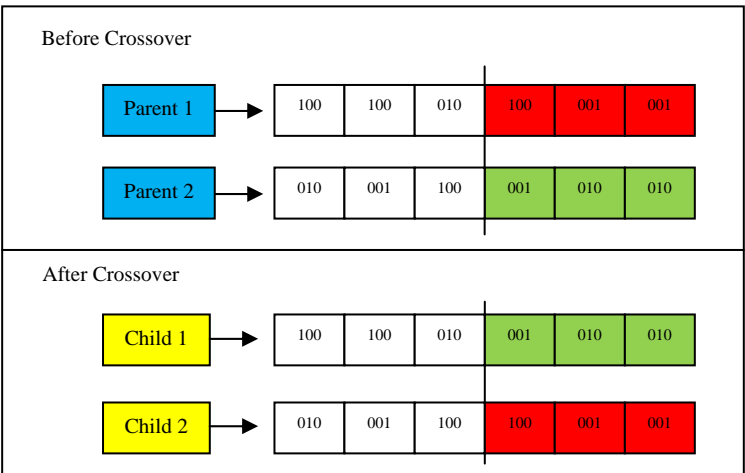 Before Crossover
Parent 1 100 100 010 100 001 001
Parent 2 010 001 100 001 010 010
After Crossover
Child 1 100 100 010 001 010 010
Child 2 010 001 100 100 001 001